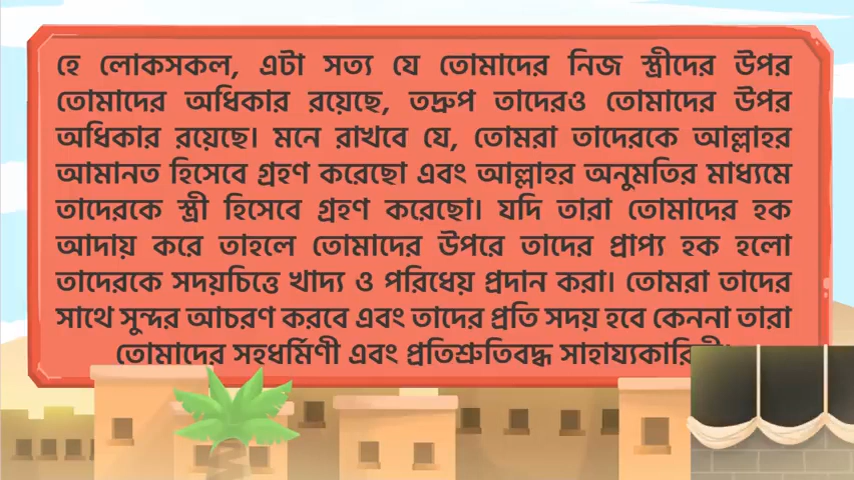 হে লোকসকল, এটা সত্য যে তোমাদের নিজ স্ত্রীদের উপর
তোমাদের অধিকার রয়েছে, তদ্রুপ তাদেরও তোমাদের উপর
অধিকার রয়েছে। মনে রাখবে যে, তোমরা তাদেরকে আল্লাহর
আমানত হিসেবে গ্রহণ করেছো এবং আল্লাহর অনুমতির মাধ্যমে
তাদেরকে স্ত্রী হিসেবে গ্রহণ করেছো। যদি তারা তোমাদের হক
আদায় করে তাহলে তোমাদের উপরে তাদের প্রাপ্য হক হলো
তাদেরকে সদয়চিত্তে খাদ্য ও পরিধেয় প্রদান করা। তোমরা তাদের
সাথে সুন্দর আচরণ করবে এবং তাদের প্রতি সদয় হবে কেননা তারা
তোমাদের সহধর্মিণী এবং প্রতিশ্রুতিবদ্ধ